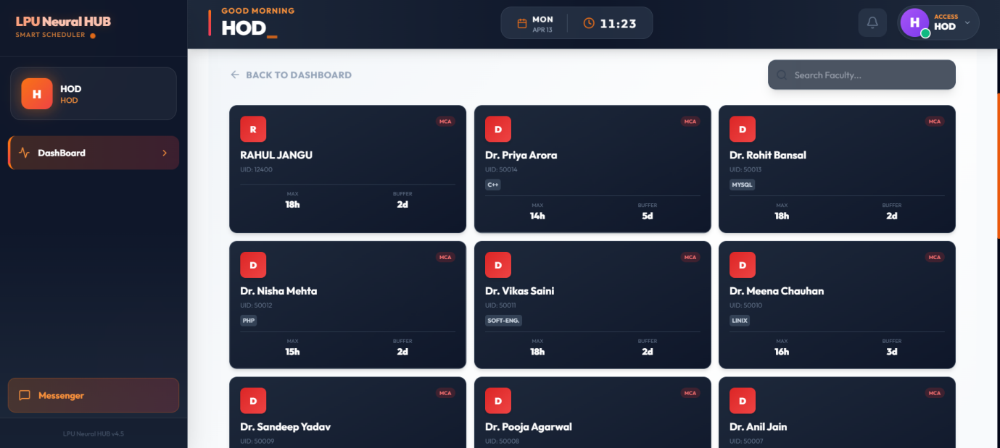 LPU Neural HUB
SMART SCHEDULER
H
HOD
HOD
DashBoard
Messenger
LPU Neural HUB v4.5
GOOD MORNING
HOD_
MON
APR 13
11:23
H
ACCESS
HOD
BACK TO DASHBOARD
Search Faculty...
R
MCA
RAHUL JANGU
UID: 12400
MAX
BUFFER
18h
2d
D
MCA
Dr. Priya Arora
UID: 50014
C++
MAX
BUFFER
14h
5d
D
MCA
Dr. Rohit Bansal
UID: 50013
MYSQL
MAX
BUFFER
18h
2d
D
MCA
Dr. Nisha Mehta
UID: 50012
PHP
MAX
BUFFER
15h
2d
D
MCA
Dr. Vikas Saini
UID: 50011
SOFT-ENG.
MAX
BUFFER
18h
2d
D
MCA
Dr. Meena Chauhan
UID: 50010
LINIX
MAX
BUFFER
16h
3d
D
MCA
Dr. Sandeep Yadav
UID: 50009
D
MCA
Dr. Pooja Agarwal
UID: 50008
D
MCA
Dr. Anil Jain
UID: 50007